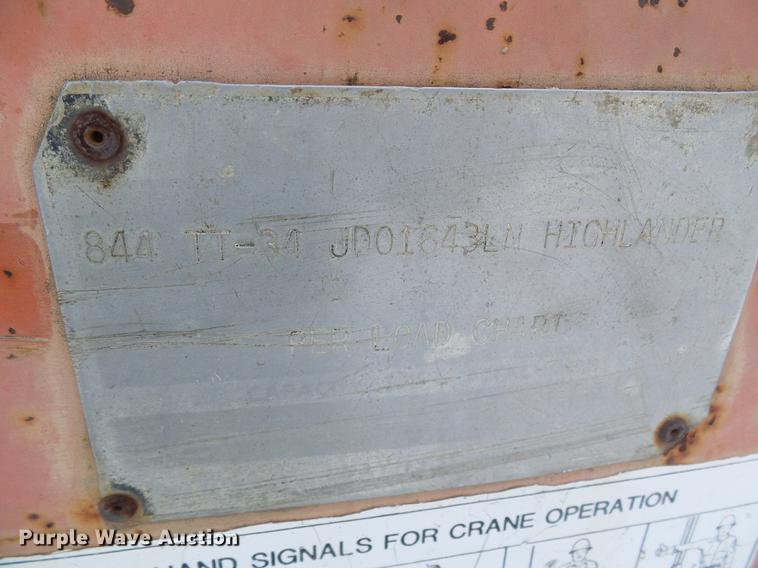 844 TT-34 JD01643LN HIGHLANDER
PER LOAD CHART
HAND SIGNALS FOR CRANE OPERATION
Purple Wave Auction